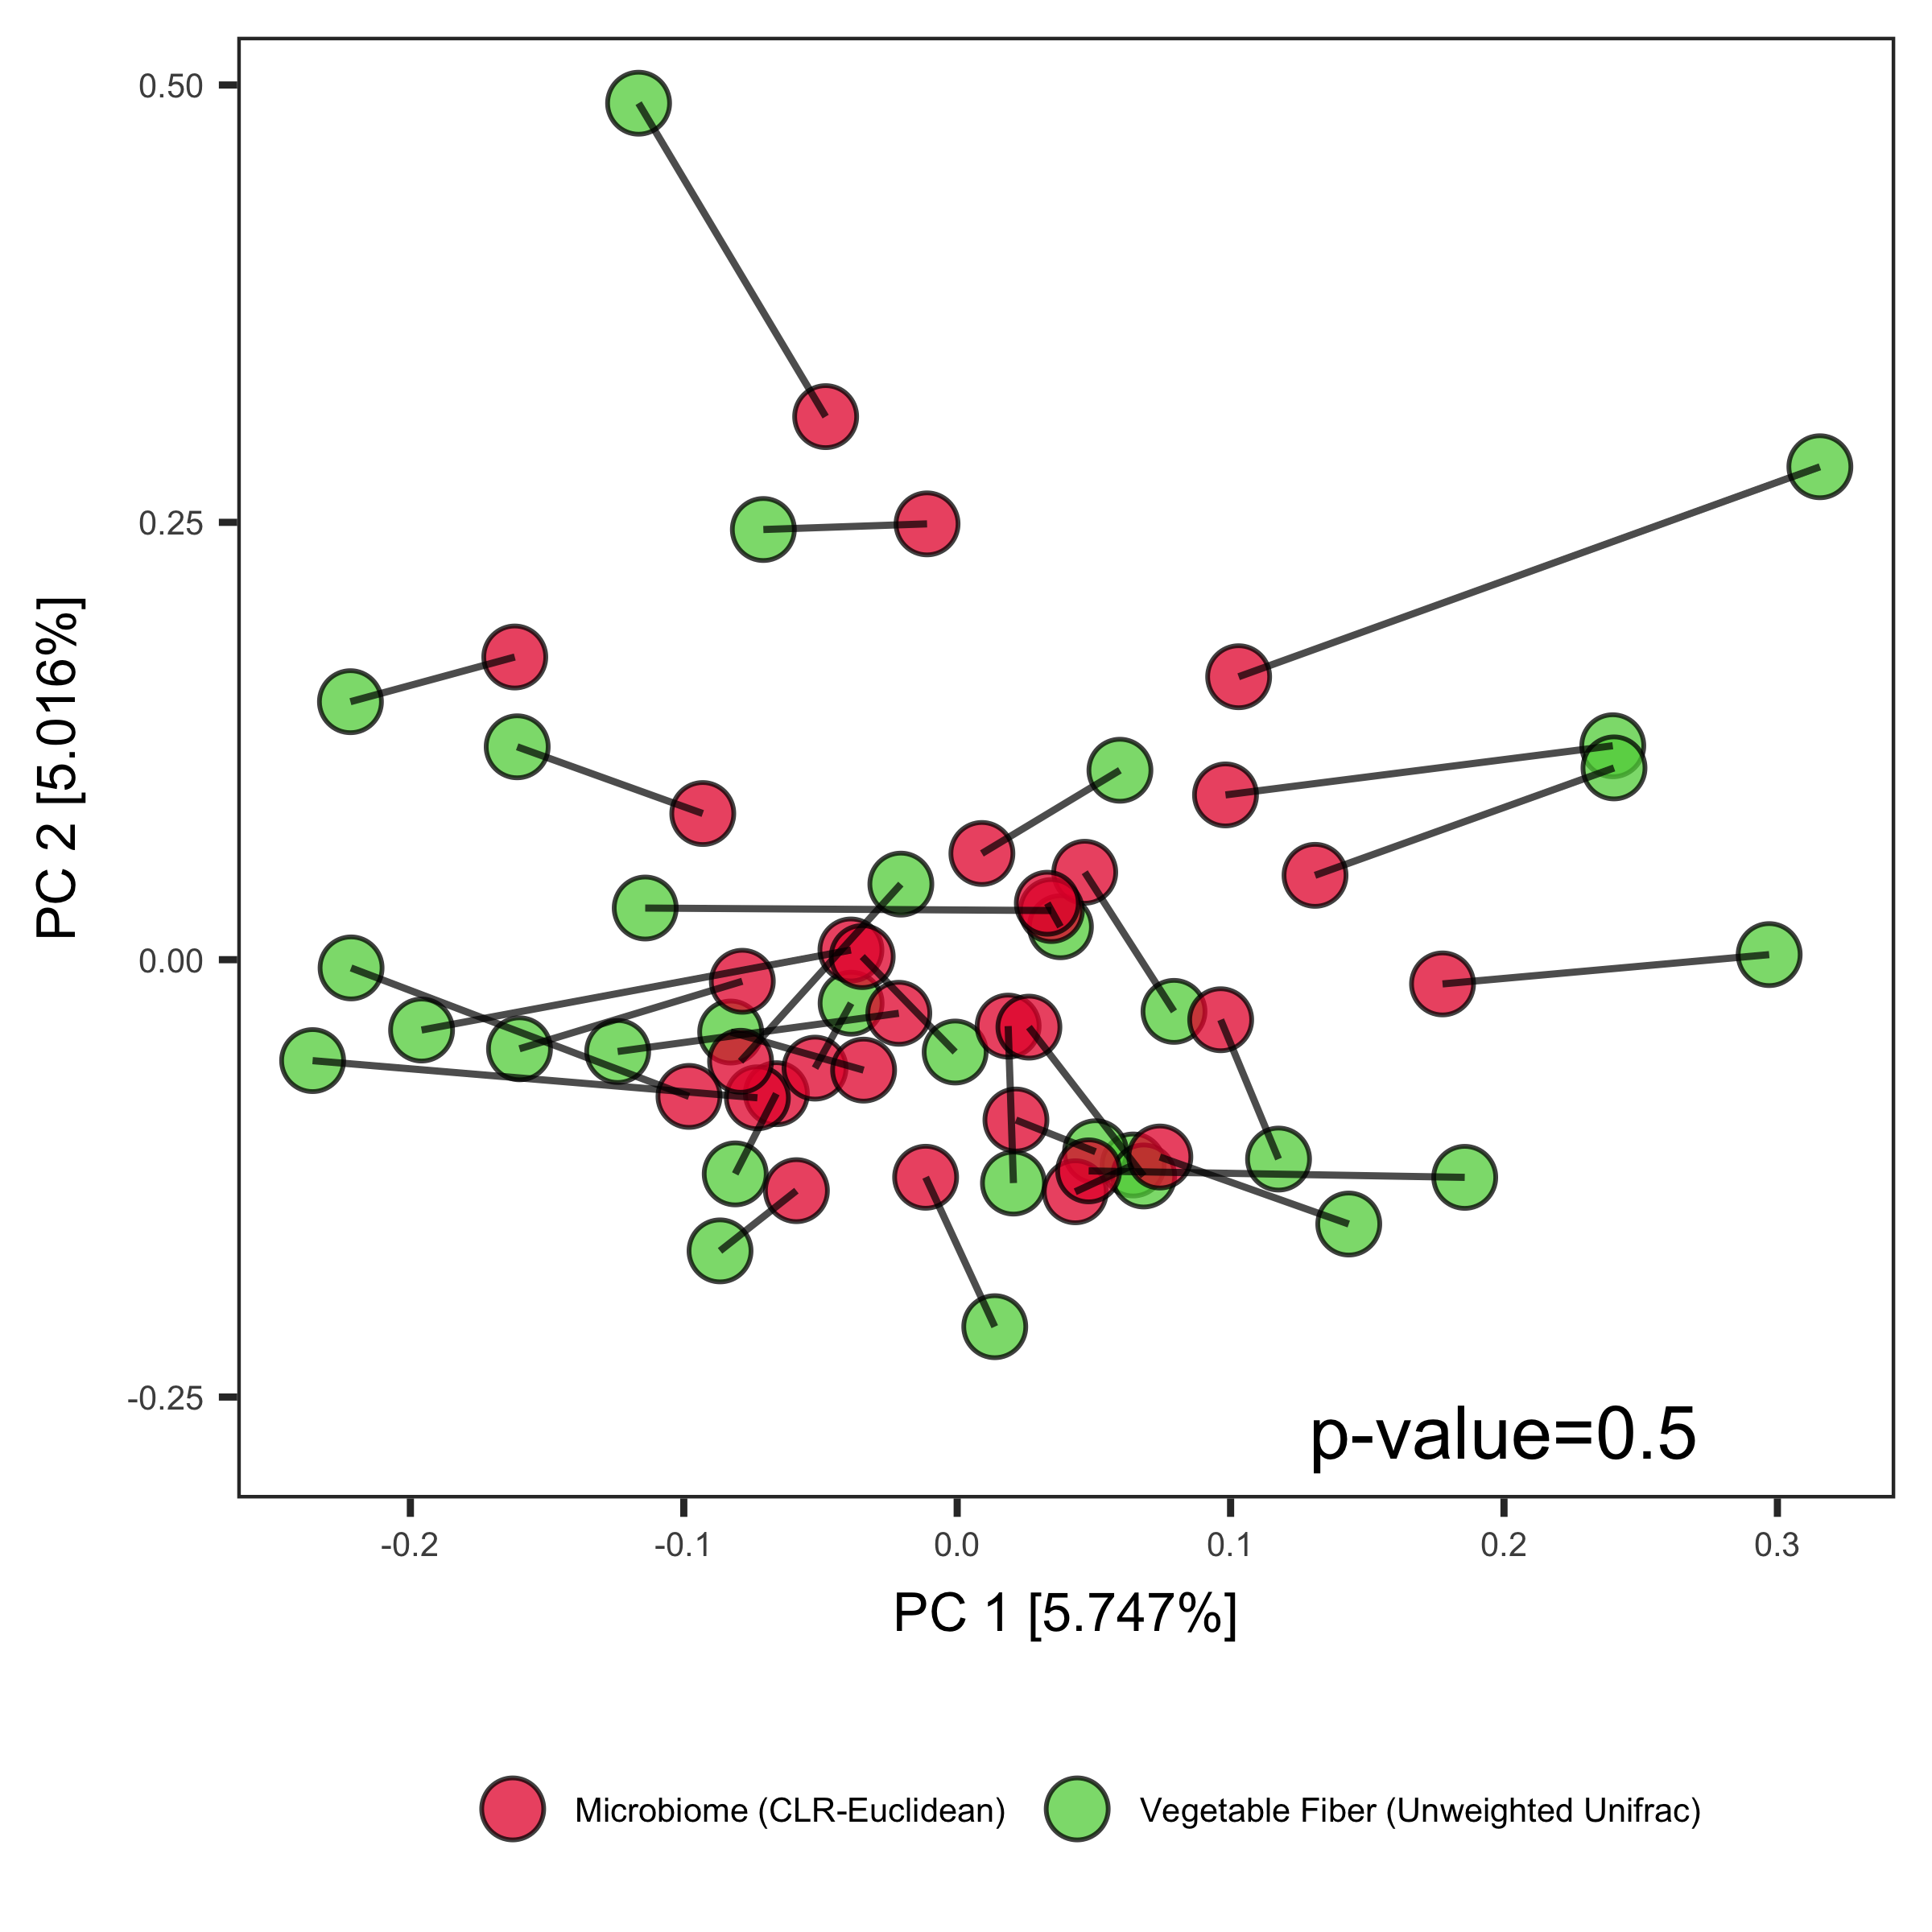 0.50
0.25
0.00
-0.25
PC 2 [5.016%]
p-value=0.5
-0.2 -0.1 0.0 0.1 0.2 0.3
PC 1 [5.747%]
Microbiome (CLR-Euclidean) Vegetable Fiber (Unweighted Unifrac)